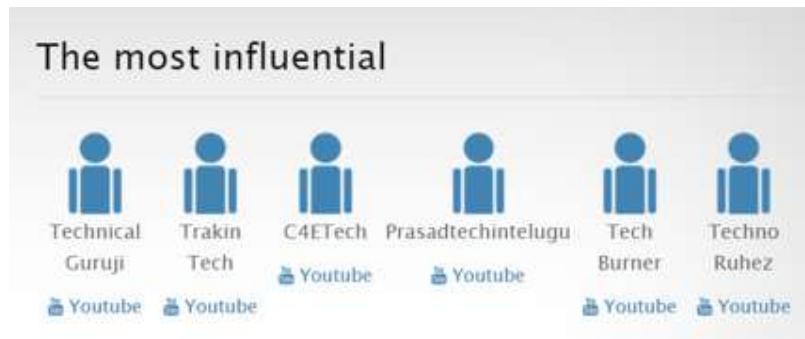 The most influential
Technical
Guruji
Youtube
Trakin
Tech
Youtube
C4ETech
Youtube
Prasadtechintelugu
Youtube
Tech
Burner
Youtube
Techno
Ruhez
Youtube